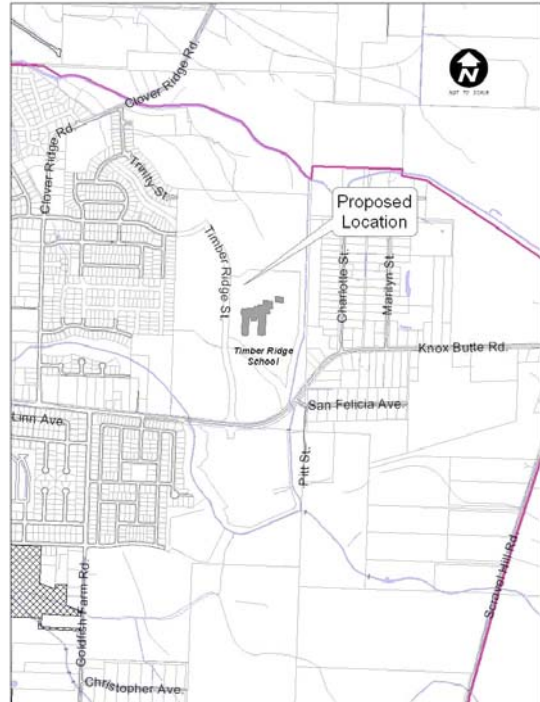 Clover Ridge Rd.
N
NOT TO SCALE
Clover Ridge Rd.
Trinity St.
Proposed
Location
Timber Ridge St.
Charlotte St.
Marilyn St.
Timber Ridge
School
Knox Butte Rd.
Linn Ave.
San Felicia Ave.
Pitt St.
Scravel Hill Rd.
Goldfish Farm Rd.
Christopher Ave.